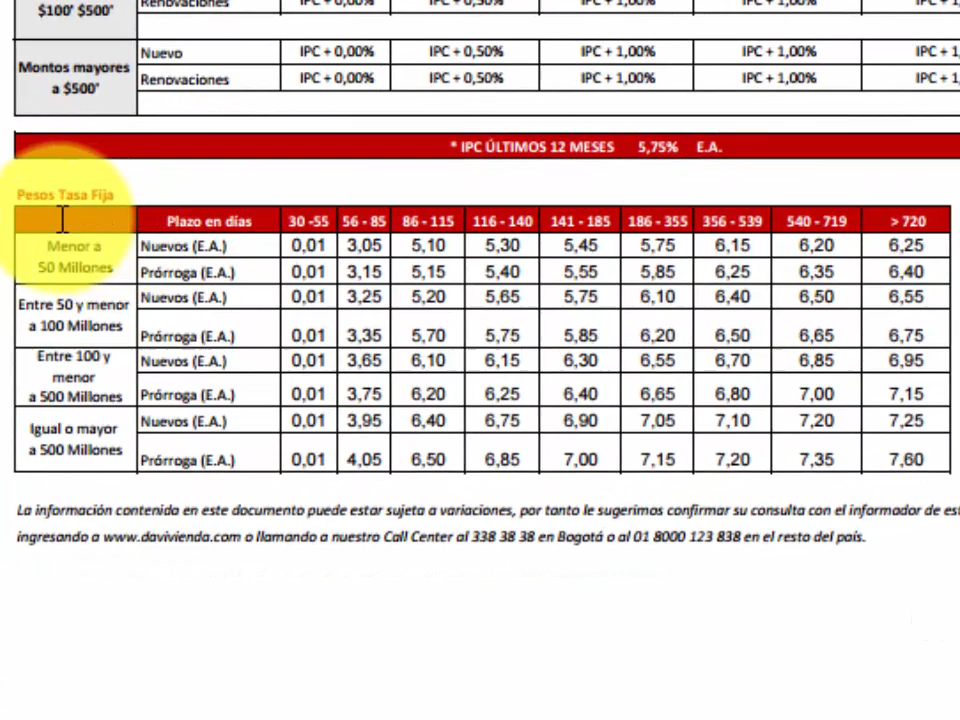 Renovaciones IPC + 0,00% IPC + 0,50% IPC + 1,00% IPC + 1,00%
$100' $500'
Montos mayores a $500'
Nuevo IPC + 0,00% IPC + 0,50% IPC + 1,00% IPC + 1,00% IPC + 1,
Renovaciones IPC + 0,00% IPC + 0,50% IPC + 1,00% IPC + 1,00% IPC + 1,
* IPC ÚLTIMOS 12 MESES 5,75% E.A.
Pesos Tasa Fija
Plazo en días 30 -55 56 - 85 86 - 115 116 - 140 141 - 185 186 - 355 356 - 539 540 - 719 > 720
Menor a
50 Millones
Nuevos (E.A.) 0,01 3,05 5,10 5,30 5,45 5,75 6,15 6,20 6,25
Prórroga (E.A.) 0,01 3,15 5,15 5,40 5,55 5,85 6,25 6,35 6,40
Entre 50 y menor
a 100 Millones
Nuevos (E.A.) 0,01 3,25 5,20 5,65 5,75 6,10 6,40 6,50 6,55
Prórroga (E.A.) 0,01 3,35 5,70 5,75 5,85 6,20 6,50 6,65 6,75
Entre 100 y
menor
a 500 Millones
Nuevos (E.A.) 0,01 3,65 6,10 6,15 6,30 6,55 6,70 6,85 6,95
Prórroga (E.A.) 0,01 3,75 6,20 6,25 6,40 6,65 6,80 7,00 7,15
Igual o mayor
a 500 Millones
Nuevos (E.A.) 0,01 3,95 6,40 6,75 6,90 7,05 7,10 7,20 7,25
Prórroga (E.A.) 0,01 4,05 6,50 6,85 7,00 7,15 7,20 7,35 7,60
La información contenida en este documento puede estar sujeta a variaciones, por tanto le sugerimos confirmar su consulta con el informador de est
ingresando a www.davivienda.com o llamando a nuestro Call Center al 338 38 38 en Bogotá o al 01 8000 123 838 en el resto del país.